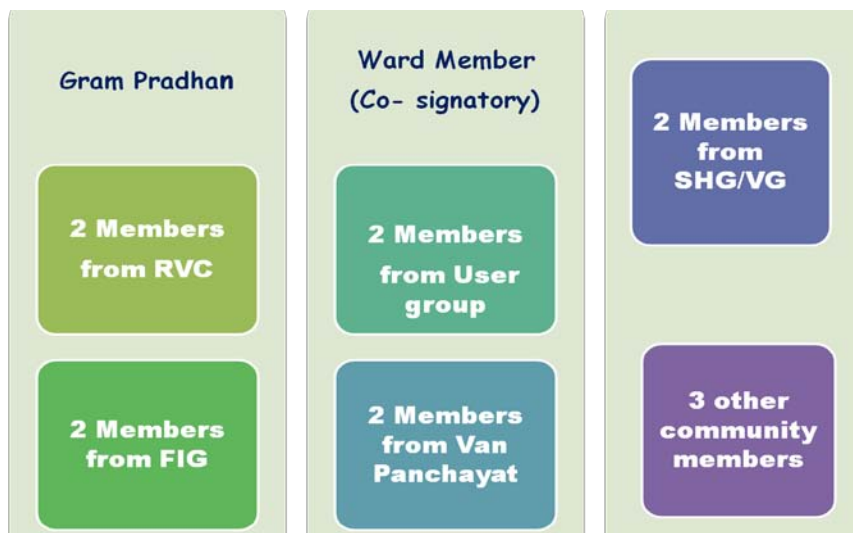 Gram Pradhan
2 Members
from RVC
2 Members
from FIG
Ward Member
(Co- signatory)
2 Members
from User
group
2 Members
from Van
Panchayat
2 Members
from
SHG/VG
3 other
community
members